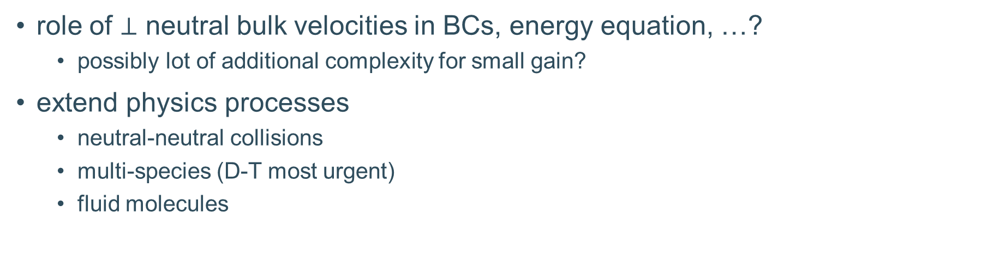 • role of ⊥ neutral bulk velocities in BCs, energy equation, …?
• possibly lot of additional complexity for small gain?
• extend physics processes
• neutral-neutral collisions
• multi-species (D-T most urgent)
• fluid molecules